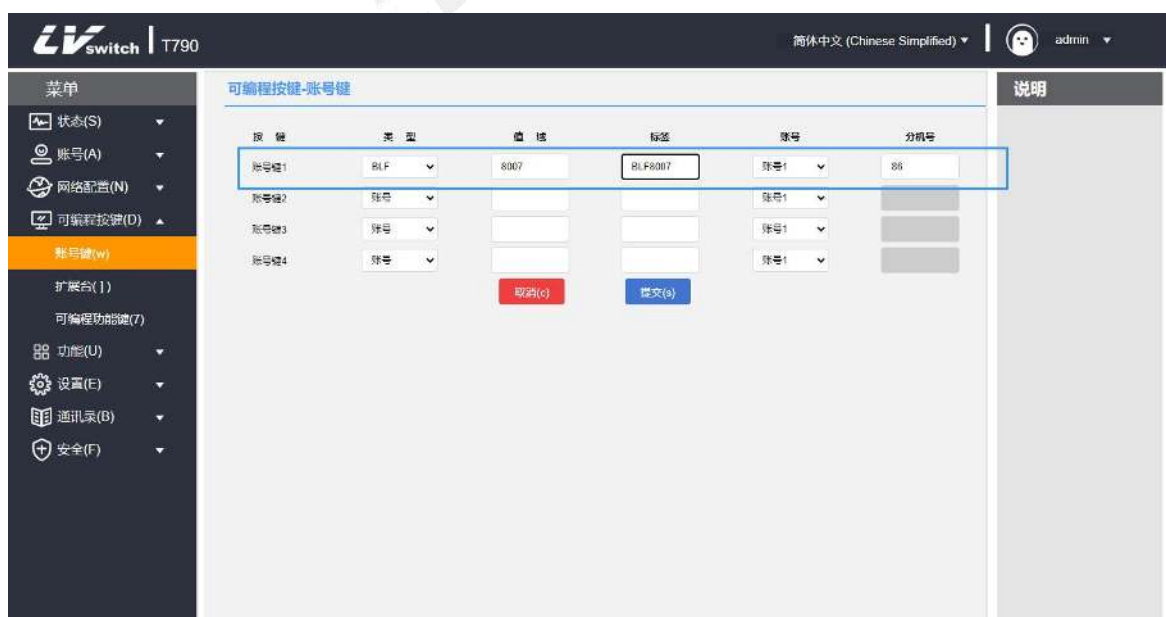 LVswitch | T790 简体中文 (Chinese Simplified) admin
菜单 可编程按键-账号键 说明
状态(S)
按 键 类 型 值 域 标签 账号 分机号
账号(A)
账号键1 BLF 8007 BLF8007 账号1 86
网络配置(N)
账号键2 账号 账号1
可编程按键(D)
账号键3 账号 账号1
账号键(w)
账号键4 账号 账号1
扩展台( ] )
取消(c) 提交(s)
可编程功能键(7)
功能(U)
设置(E)
通讯录(B)
安全(F)